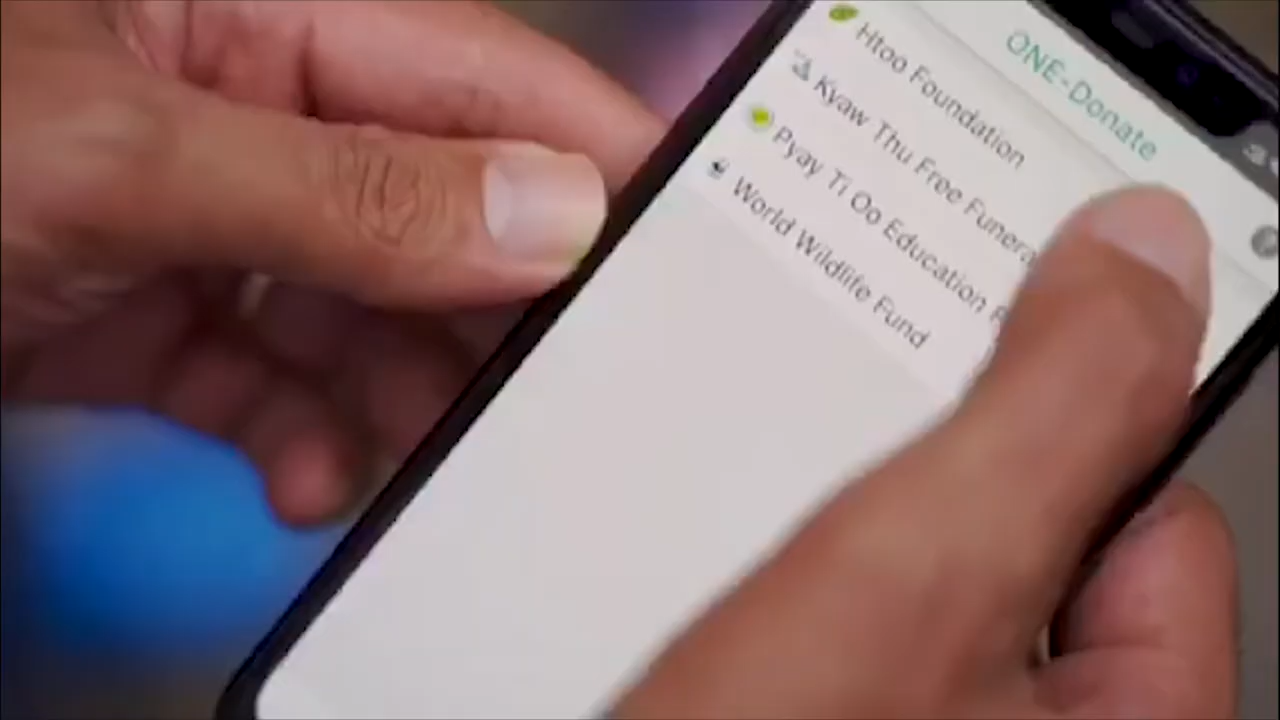 ONE-Donate
Htoo Foundation
Kyaw Thu Free Funera
Pyay Ti Oo Education
World Wildlife Fund